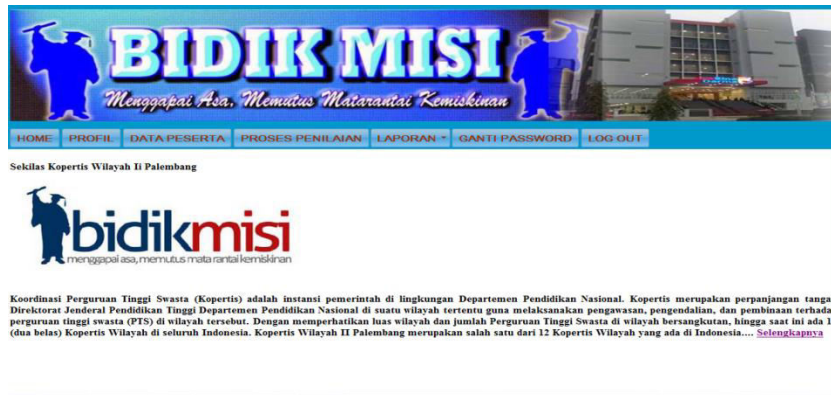 BIDIK MISI
Menggapai Asa, Memutus Matarantai Kemiskinan
HOME PROFIL DATA PESERTA PROSES PENILAIAN LAPORAN GANTI PASSWORD LOG OUT
Sekilas Kopertis Wilayah Ii Palembang
bidikmisi
menggapai asa, memutus mata rantai kemiskinan
Koordinasi Perguruan Tinggi Swasta (Kopertis) adalah instansi pemerintah di lingkungan Departemen Pendidikan Nasional. Kopertis merupakan perpanjangan tanga
Direktorat Jenderal Pendidikan Tinggi Departemen Pendidikan Nasional di suatu wilayah tertentu guna melaksanakan pengawasan, pengendalian, dan pembinaan terhada
perguruan tinggi swasta (PTS) di wilayah tersebut. Dengan memperhatikan luas wilayah dan jumlah Perguruan Tinggi Swasta di wilayah bersangkutan, hingga saat ini ada 1
(dua belas) Kopertis Wilayah di seluruh Indonesia. Kopertis Wilayah II Palembang merupakan salah satu dari 12 Kopertis Wilayah yang ada di Indonesia.... Selengkapnya